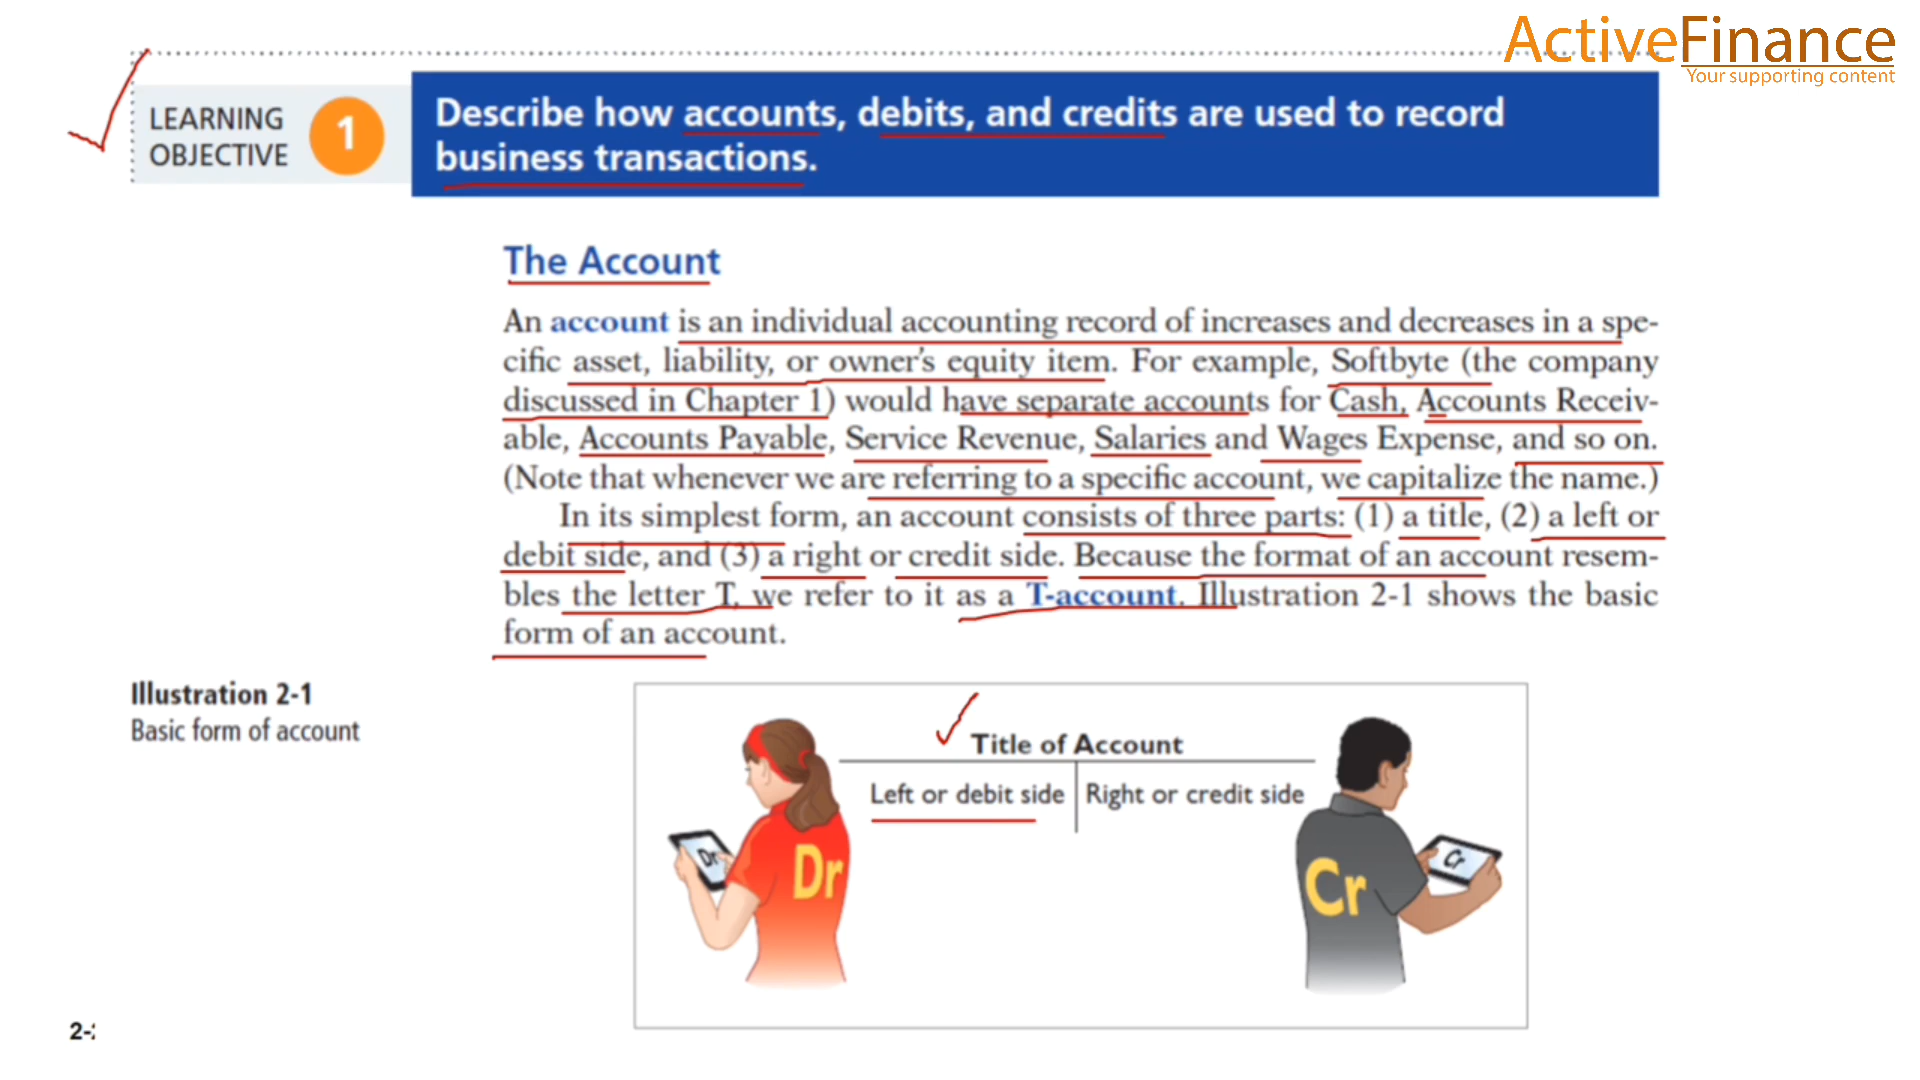 ActiveFinance
Your supporting content
LEARNING
OBJECTIVE
1
Describe how accounts, debits, and credits are used to record
business transactions.
The Account
An account is an individual accounting record of increases and decreases in a spe-
cific asset, liability, or owner's equity item. For example, Softbyte (the company
discussed in Chapter 1) would have separate accounts for Cash, Accounts Receiv-
able, Accounts Payable, Service Revenue, Salaries and Wages Expense, and so on.
(Note that whenever we are referring to a specific account, we capitalize the name.)
In its simplest form, an account consists of three parts: (1) a title, (2) a left or
debit side, and (3) a right or credit side. Because the format of an account resem-
bles the letter T, we refer to it as a T-account. Illustration 2-1 shows the basic
form of an account.
Illustration 2-1
Basic form of account
Title of Account
Left or debit side
Right or credit side
Dr
Dr
Cr
Cr